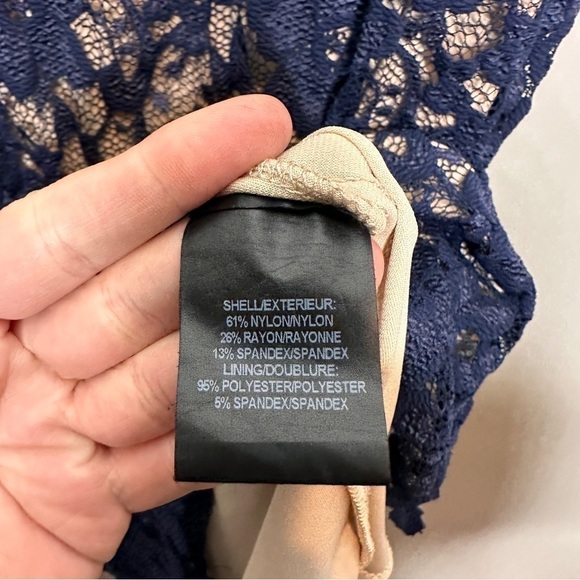 SHELL/EXTERIEUR:
61% NYLON/NYLON
26% RAYON/RAYONNE
13% SPANDEX/SPANDEX
LINING/DOUBLURE:
95% POLYESTER/POLYESTER
5% SPANDEX/SPANDEX